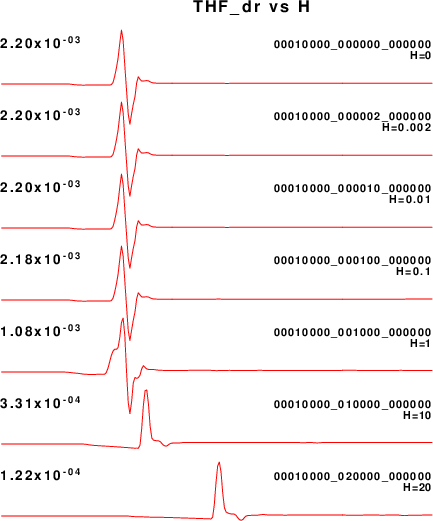 THF_dr vs H
2.20x10⁻⁰³ 00010000_000000_000000
H=0
2.20x10⁻⁰³ 00010000_000002_000000
H=0.002
2.20x10⁻⁰³ 00010000_000010_000000
H=0.01
2.18x10⁻⁰³ 00010000_000100_000000
H=0.1
1.08x10⁻⁰³ 00010000_001000_000000
H=1
3.31x10⁻⁰⁴ 00010000_010000_000000
H=10
1.22x10⁻⁰⁴ 00010000_020000_000000
H=20